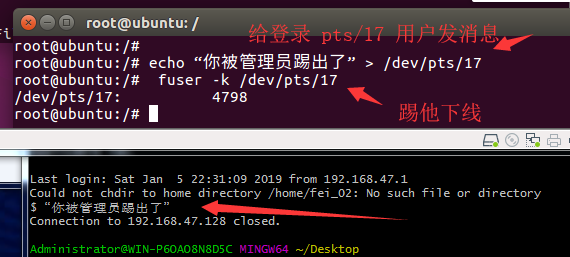 root@ubuntu: /
root@ubuntu:/#
给登录 pts/17 用户发消息
root@ubuntu:/# echo “你被管理员踢出了” > /dev/pts/17
root@ubuntu:/#  fuser -k /dev/pts/17
/dev/pts/17:          4798
root@ubuntu:/#
踢他下线
Last login: Sat Jan  5 22:31:09 2019 from 192.168.47.1
Could not chdir to home directory /home/fei_02: No such file or directory
$ “你被管理员踢出了”
Connection to 192.168.47.128 closed.
Administrator@WIN-P6OAO8N8D5C MINGW64 ~/Desktop